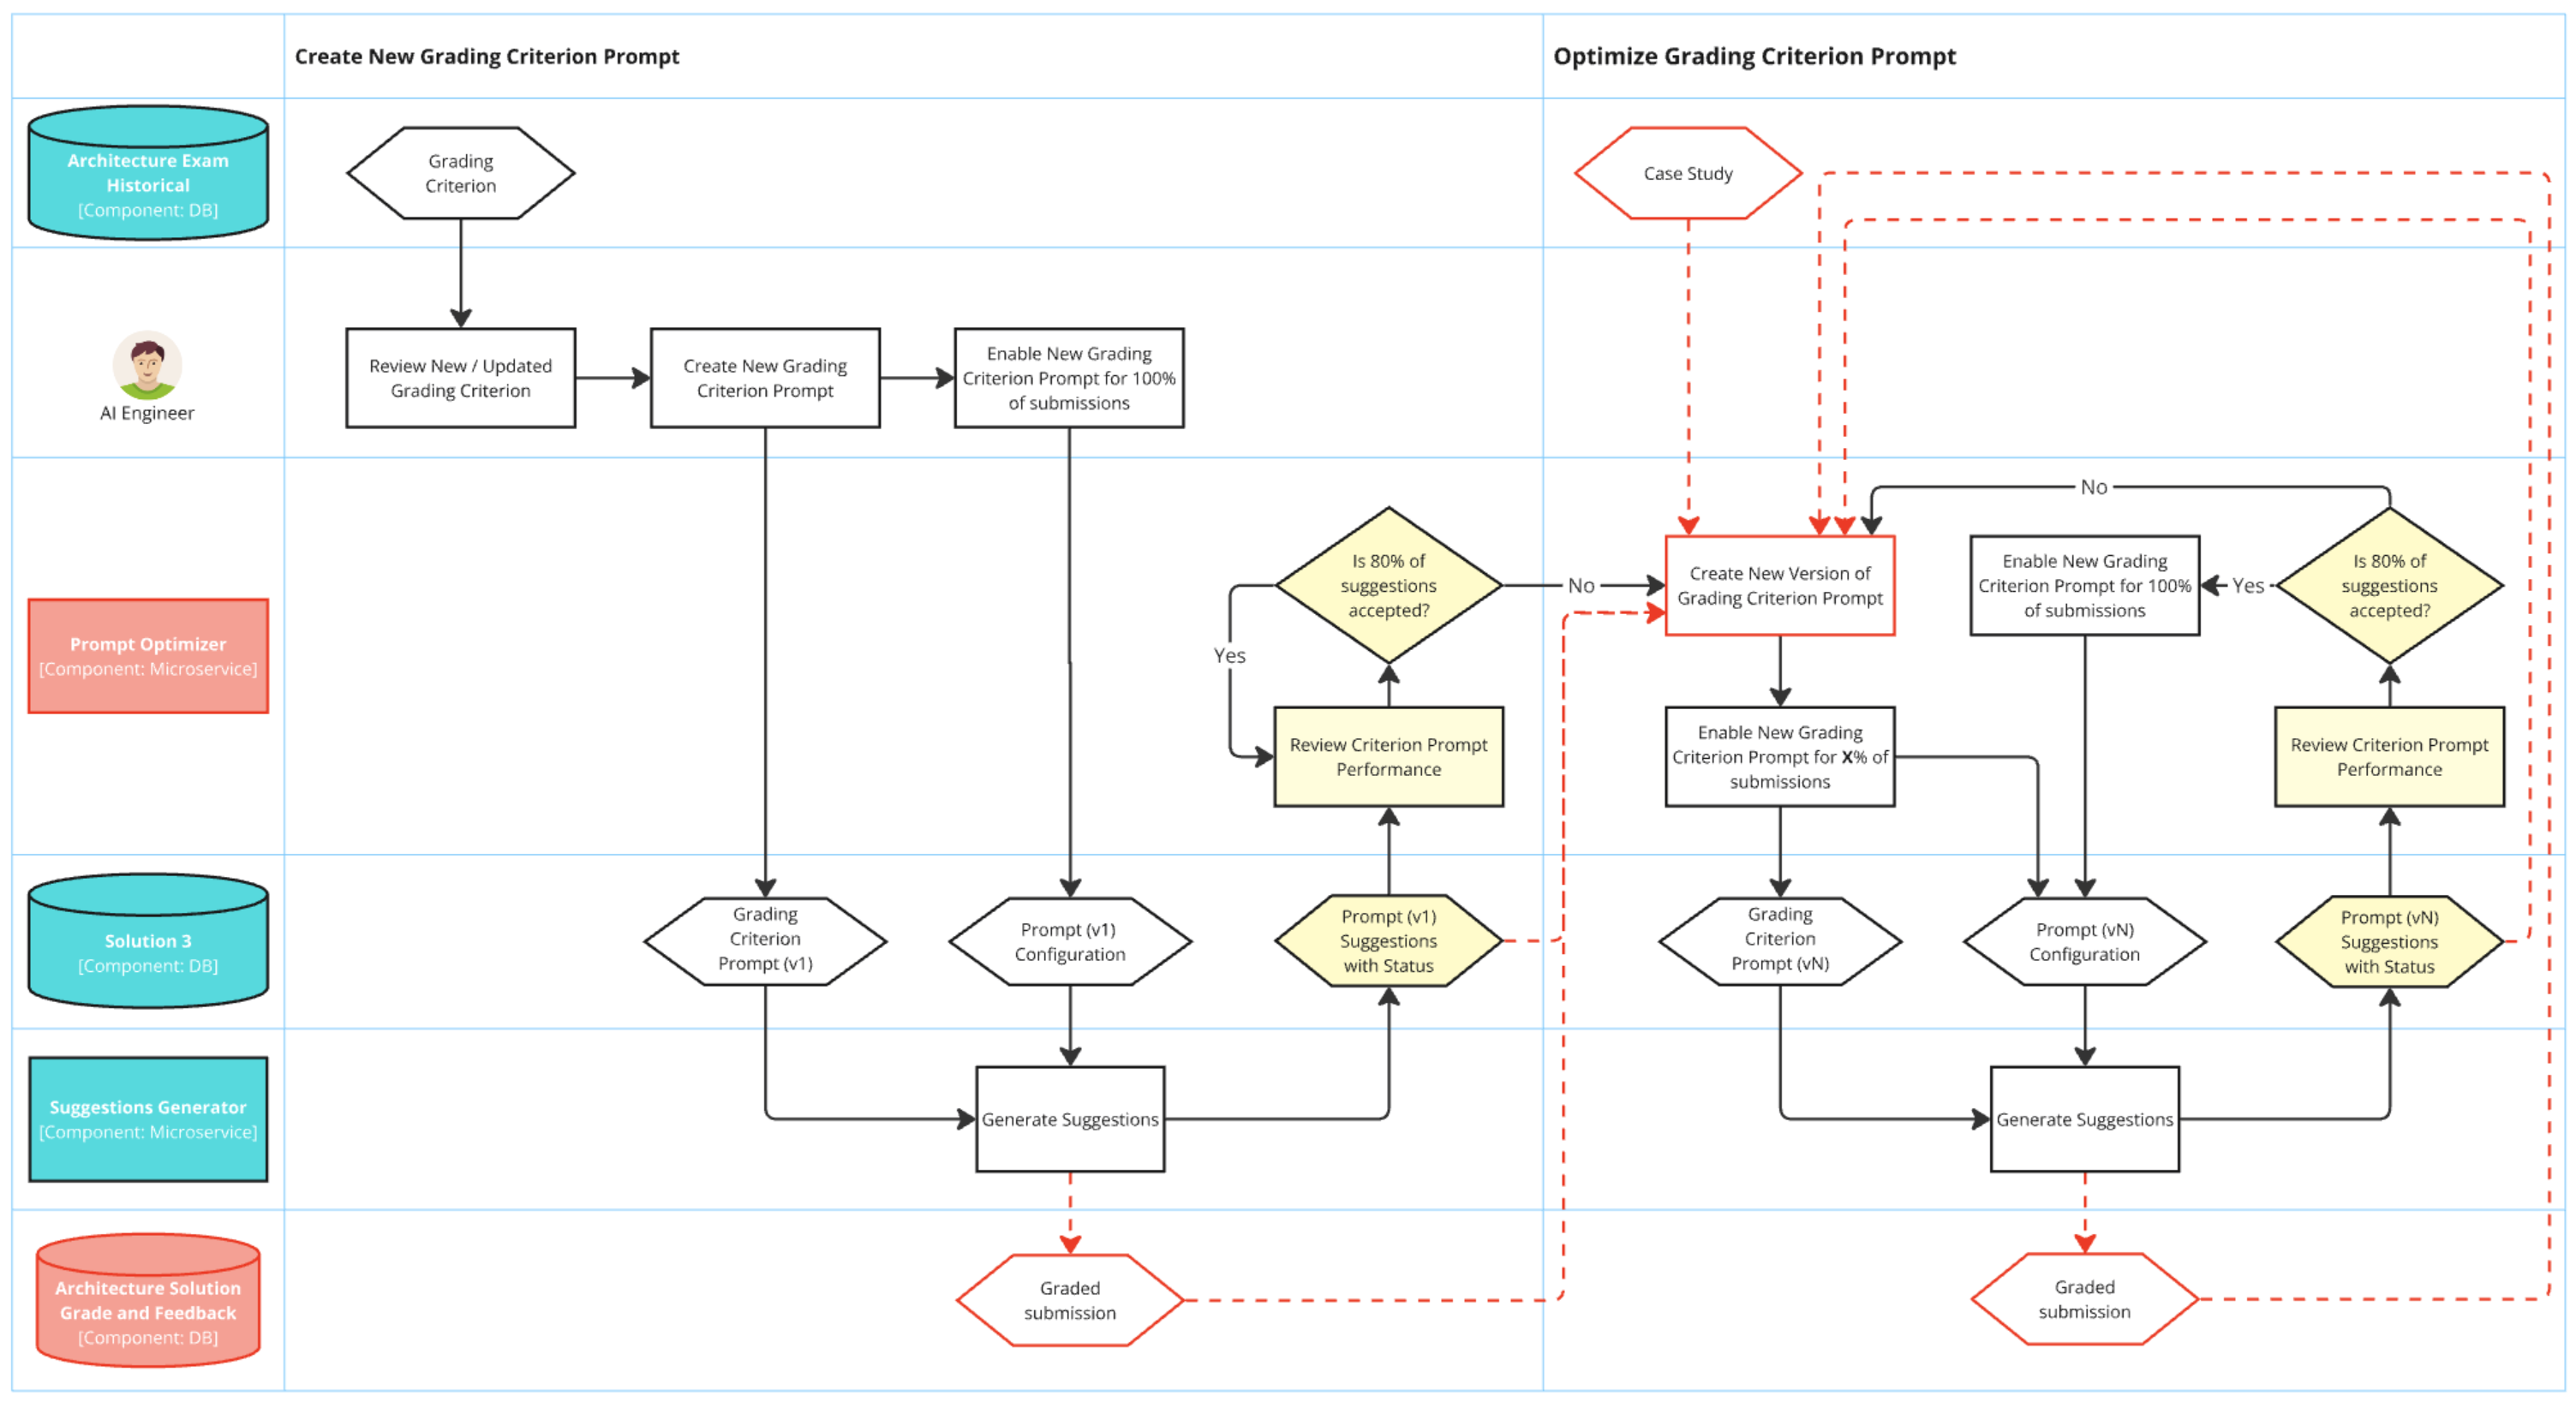 Create New Grading Criterion Prompt
Optimize Grading Criterion Prompt
Architecture Exam
Historical
[Component: DB]
Grading
Criterion
Case Study
AI Engineer
Review New / Updated
Grading Criterion
Create New Grading
Criterion Prompt
Enable New Grading
Criterion Prompt for 100%
of submissions
Prompt Optimizer
[Component: Microservice]
Is 80% of
suggestions
accepted?
Yes
No
Review Criterion Prompt
Performance
Create New Version of
Grading Criterion Prompt
Enable New Grading
Criterion Prompt for X% of
submissions
No
Enable New Grading
Criterion Prompt for 100%
of submissions
Yes
Is 80% of
suggestions
accepted?
Review Criterion Prompt
Performance
Solution 3
[Component: DB]
Grading
Criterion
Prompt (v1)
Prompt (v1)
Configuration
Prompt (v1)
Suggestions
with Status
Grading
Criterion
Prompt (vN)
Prompt (vN)
Configuration
Prompt (vN)
Suggestions
with Status
Suggestions Generator
[Component: Microservice]
Generate Suggestions
Generate Suggestions
Architecture Solution
Grade and Feedback
[Component: DB]
Graded
submission
Graded
submission